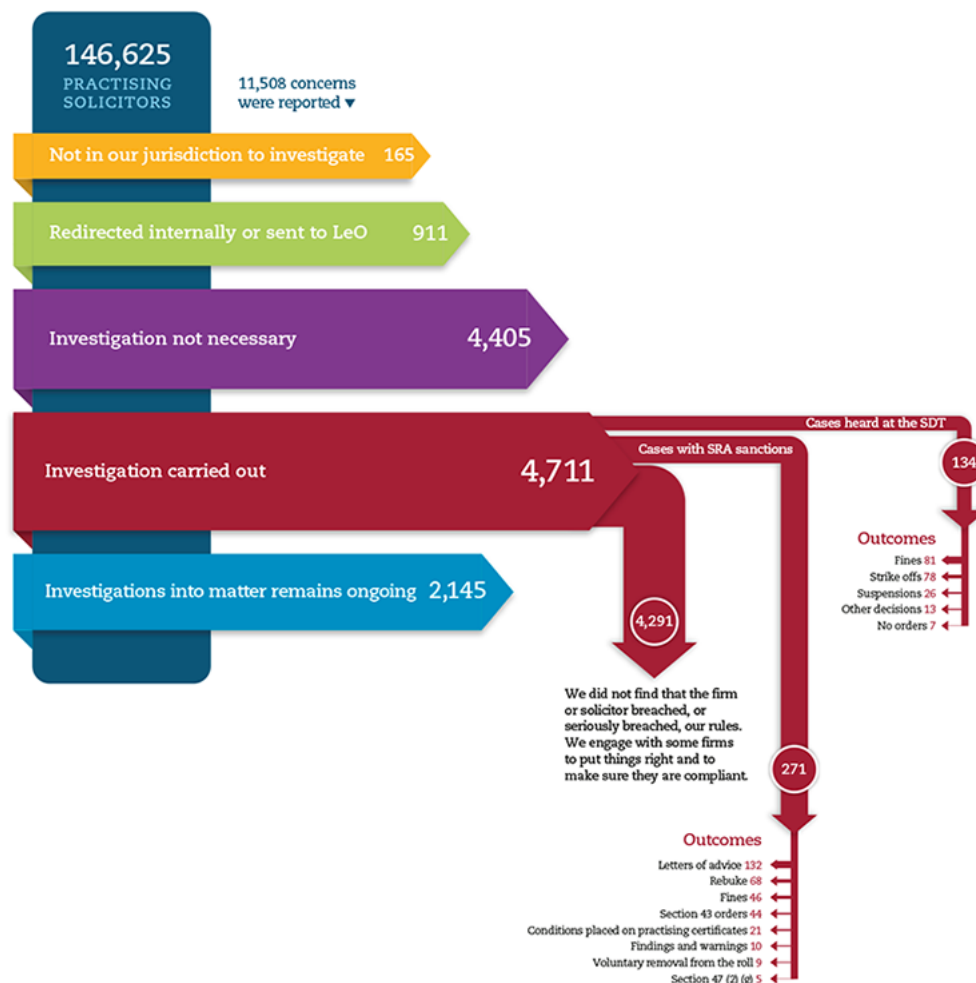 146,625
PRACTISING
SOLICITORS
11,508 concerns
were reported ▼
Not in our jurisdiction to investigate 165
Redirected internally or sent to LeO 911
Investigation not necessary 4,405
Investigation carried out 4,711
Investigations into matter remains ongoing 2,145
Cases heard at the SDT
134
Outcomes
Fines 81
Strike offs 78
Suspensions 26
Other decisions 13
No orders 7
Cases with SRA sanctions
271
Outcomes
Letters of advice 132
Rebuke 68
Fines 46
Section 43 orders 44
Conditions placed on practising certificates 21
Findings and warnings 10
Voluntary removal from the roll 9
Section 47 (2) (g) 5
4,291
We did not find that the firm
or solicitor breached, or
seriously breached, our rules.
We engage with some firms
to put things right and to
make sure they are compliant.